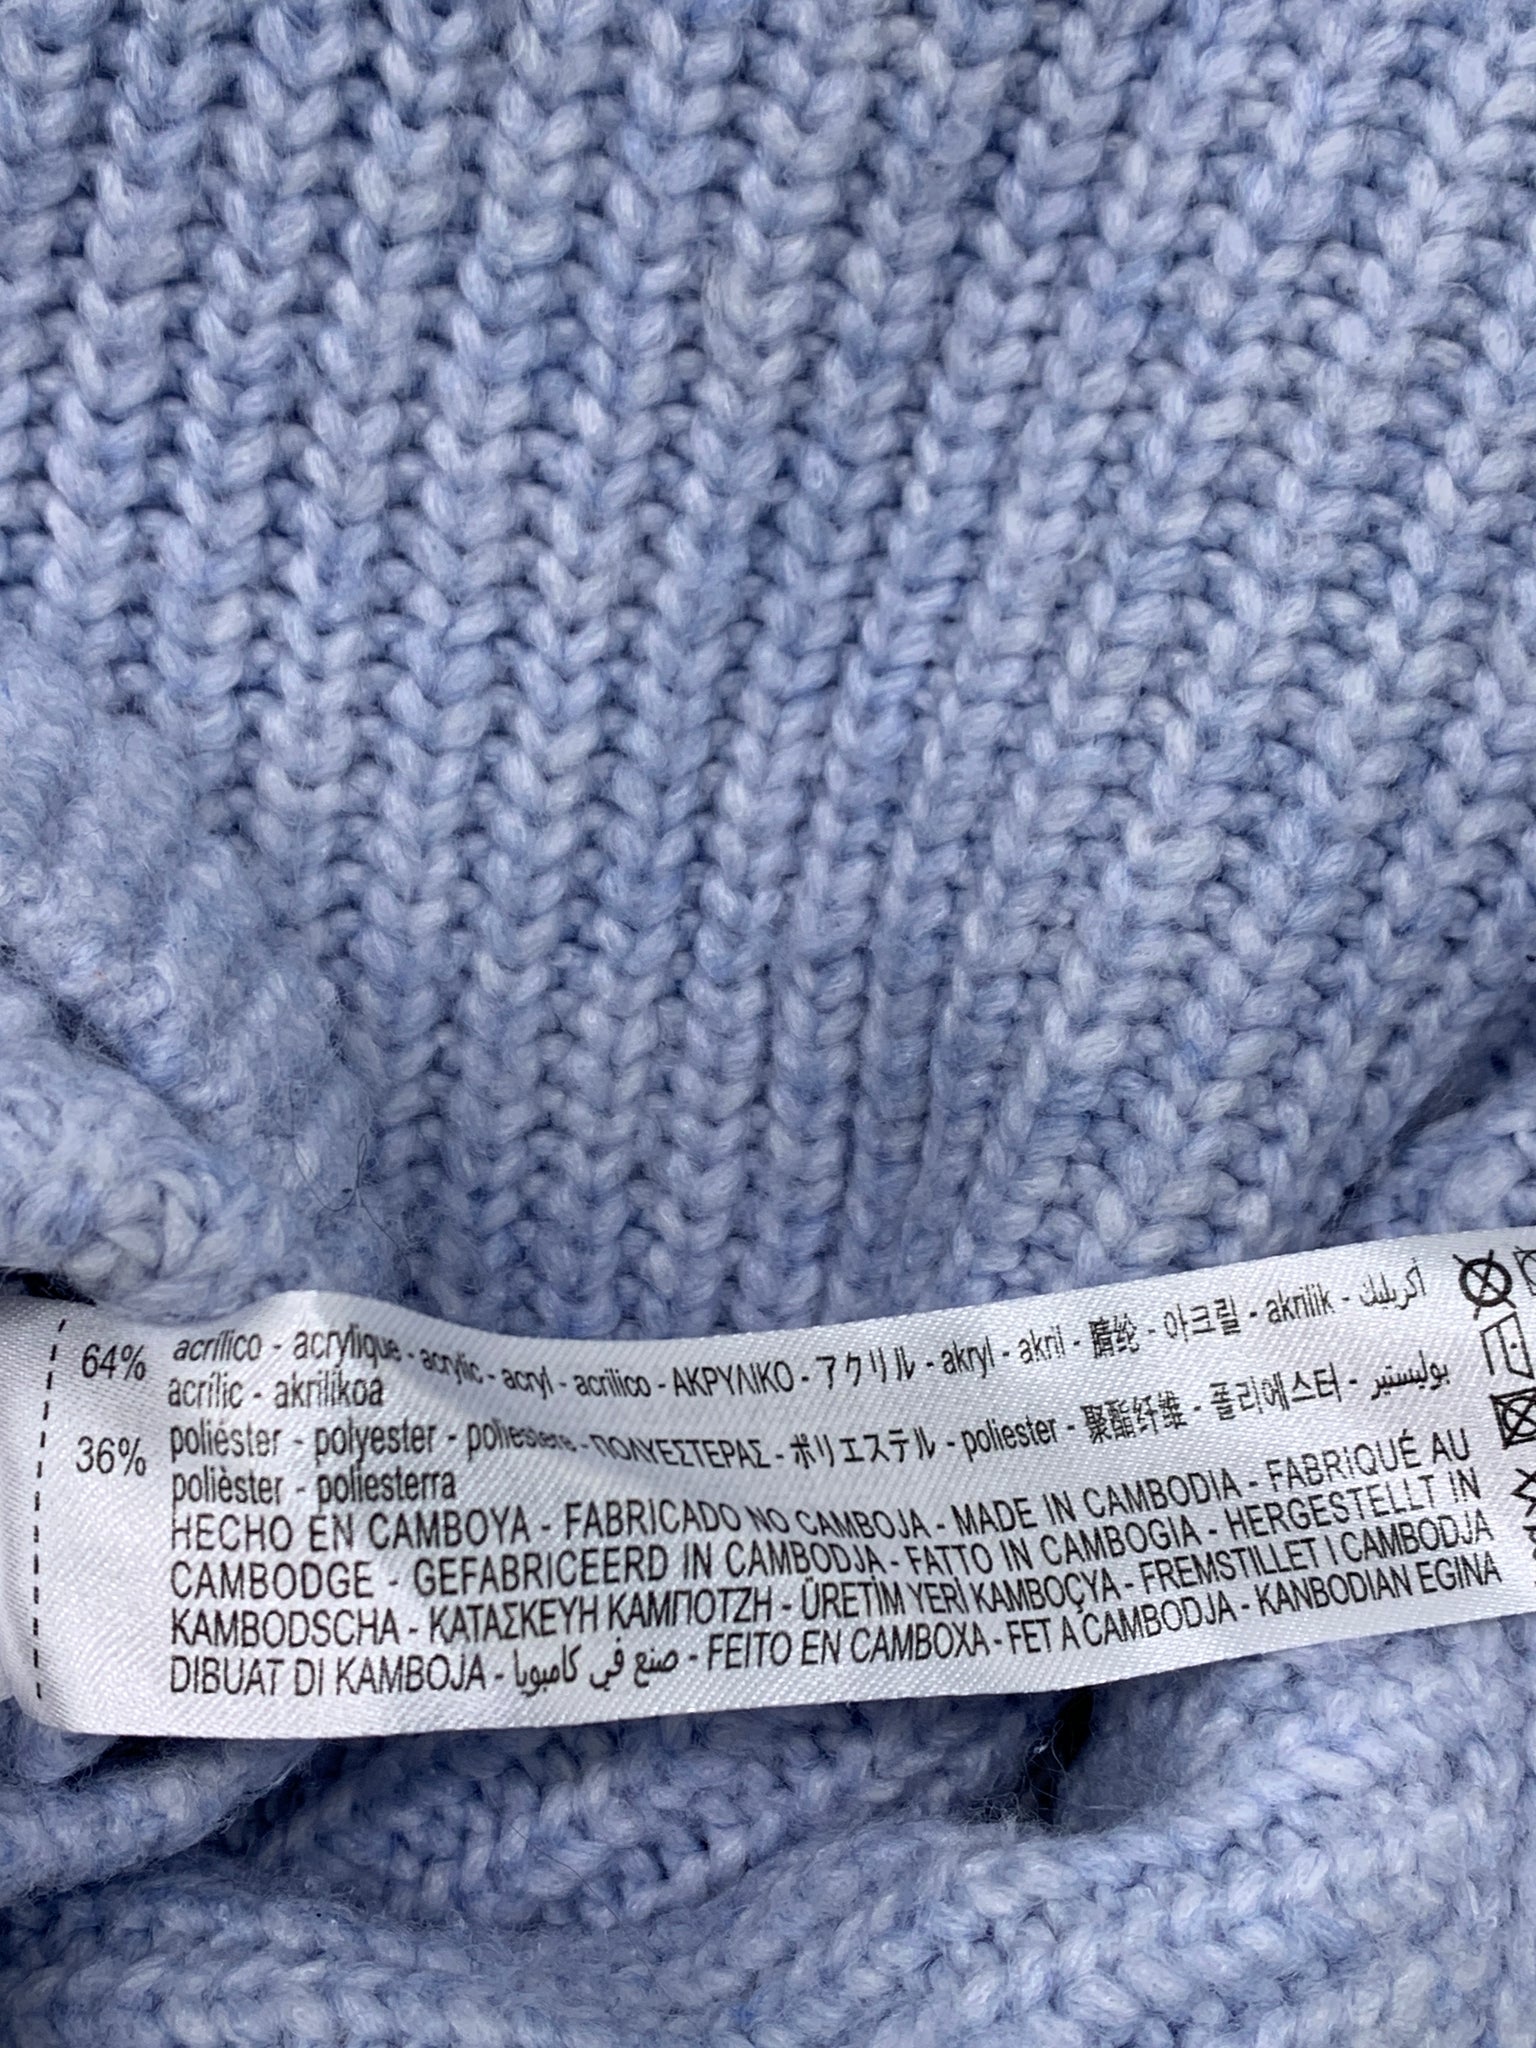 64% acrílico - acrylique - acrylic - acryl - acrilico - ΑΚΡΥΛΙΚΟ - アクリル - akryl - akril - 腈纶 - 아크릴 - akrilik - أكريليك
acrílic - akrilikoa
36% poliéster - polyester - poliestere - ΠΟΛΥΕΣΤΕΡΑΣ - ポリエステル - poliester - 聚酯纤维 - 폴리에스터 - بوليستير
polièster - poliesterra
HECHO EN CAMBOYA - FABRICADO NO CAMBOJA - MADE IN CAMBODIA - FABRIQUÉ AU
CAMBODGE - GEFABRICEERD IN CAMBODJA - FATTO IN CAMBOGIA - HERGESTELLT IN
KAMBODSCHA - ΚΑΤΑΣΚΕΥΗ ΚΑΜΠΟΤΖΗ - ÜRETİM YERİ KAMBOÇYA - FREMSTILLET I CAMBODJA
DIBUAT DI KAMBOJA - صنع في كامبوديا - FEITO EN CAMBOXA - FET A CAMBODJA - KANBODIAN EGINA